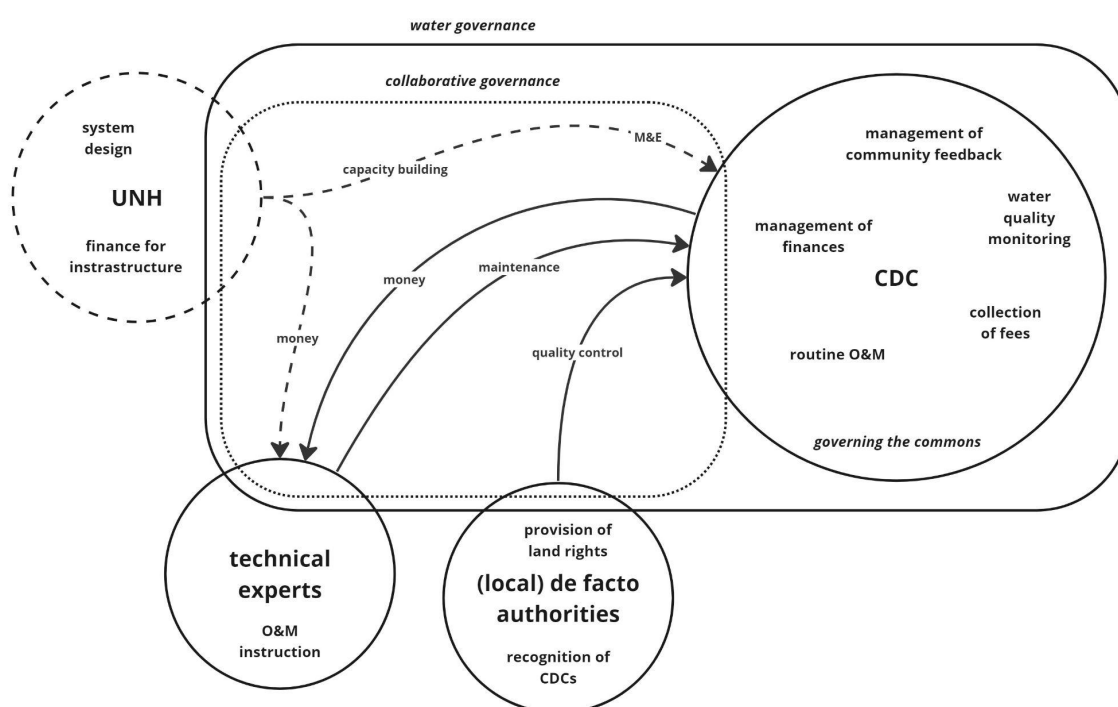 water governance
collaborative governance
system
design
UNH
finance for
instrastructure
capacity building
M&E
money
money
maintenance
quality control
management of
community feedback
water
quality
monitoring
management of
finances
CDC
collection
of fees
routine O&M
governing the commons
technical
experts
O&M
instruction
provision of
land rights
(local) de facto
authorities
recognition of
CDCs